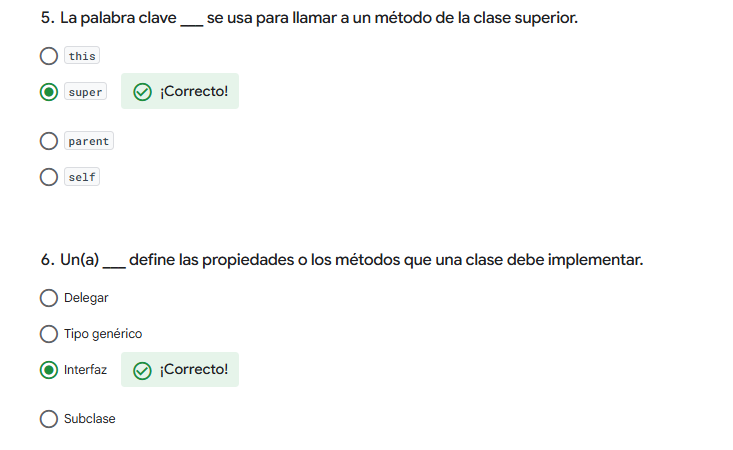 5. La palabra clave ___ se usa para llamar a un método de la clase superior.
this
super ¡Correcto!
parent
self
6. Un(a) ___ define las propiedades o los métodos que una clase debe implementar.
Delegar
Tipo genérico
Interfaz ¡Correcto!
Subclase